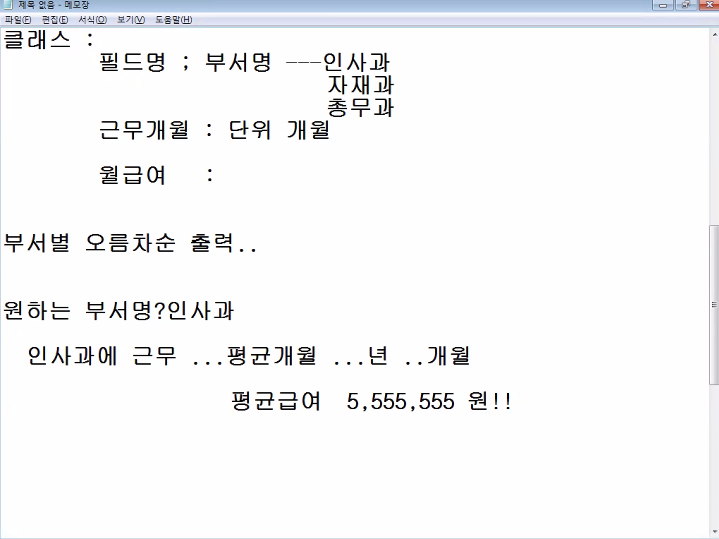 제목 없음 - 메모장
파일(F) 편집(E) 서식(O) 보기(V) 도움말(H)
클래스 :
필드명 ; 부서명 ---인사과
자재과
총무과
근무개월 : 단위 개월
월급여 :
부서별 오름차순 출력..
원하는 부서명?인사과
인사과에 근무 ...평균개월 ...년 ..개월
평균급여 5,555,555 원!!